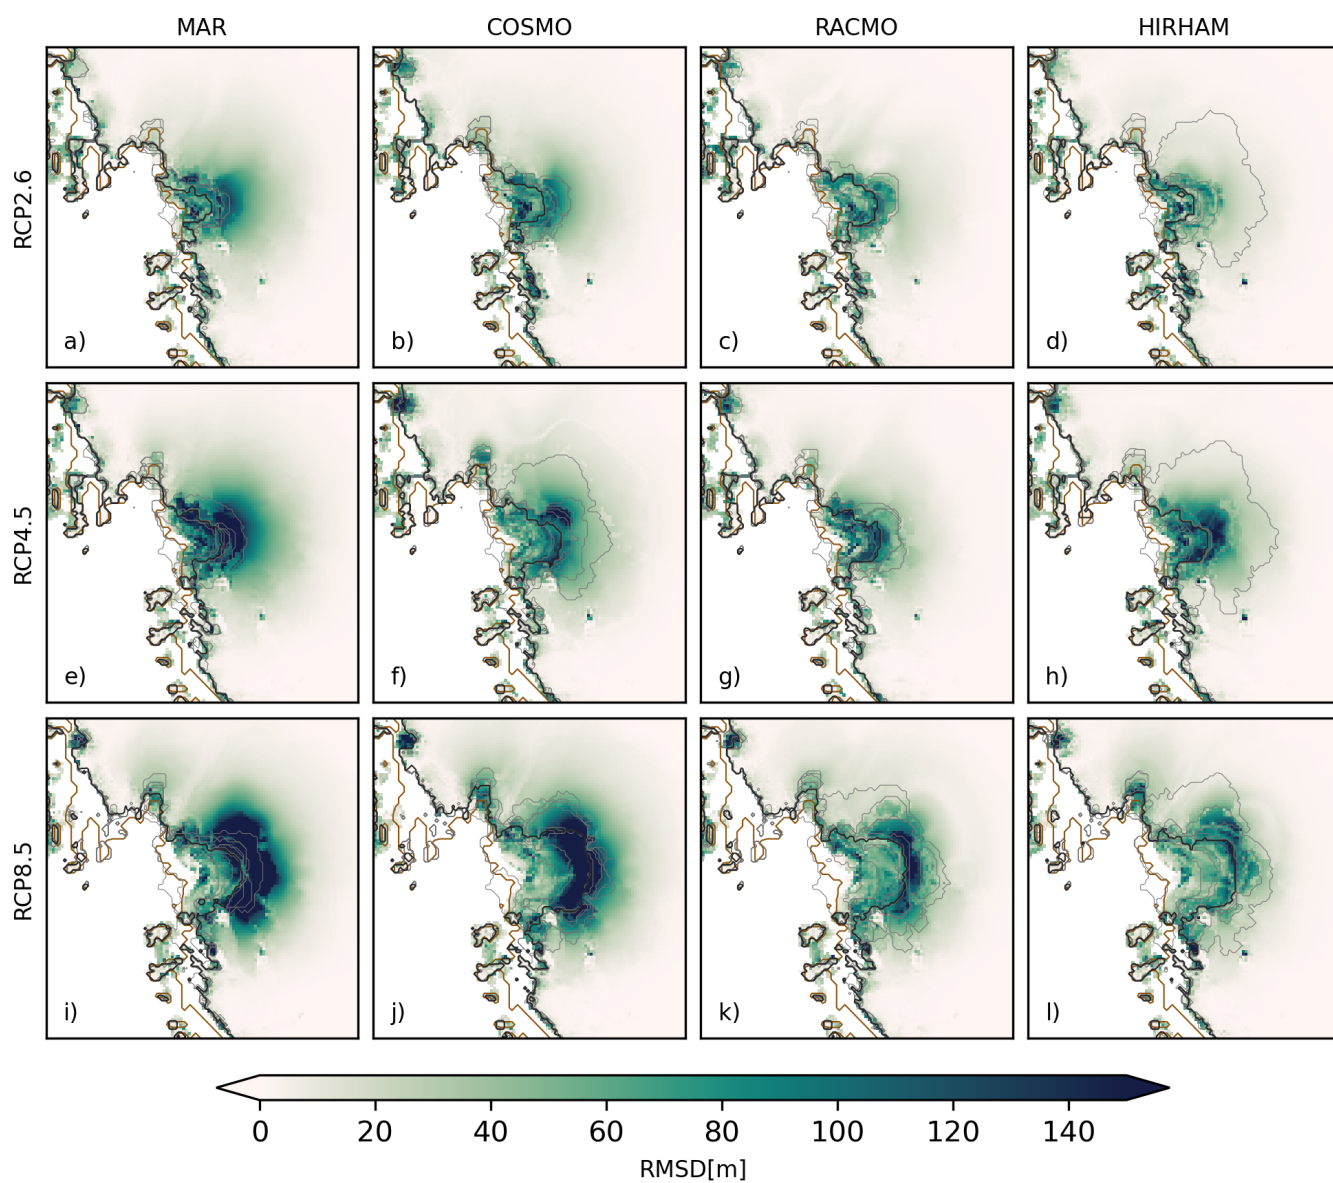 MAR COSMO RACMO HIRHAM
RCP2.6
a) b) c) d)
RCP4.5
e) f) g) h)
RCP8.5
i) j) k) l)
0 20 40 60 80 100 120 140
RMSD[m]